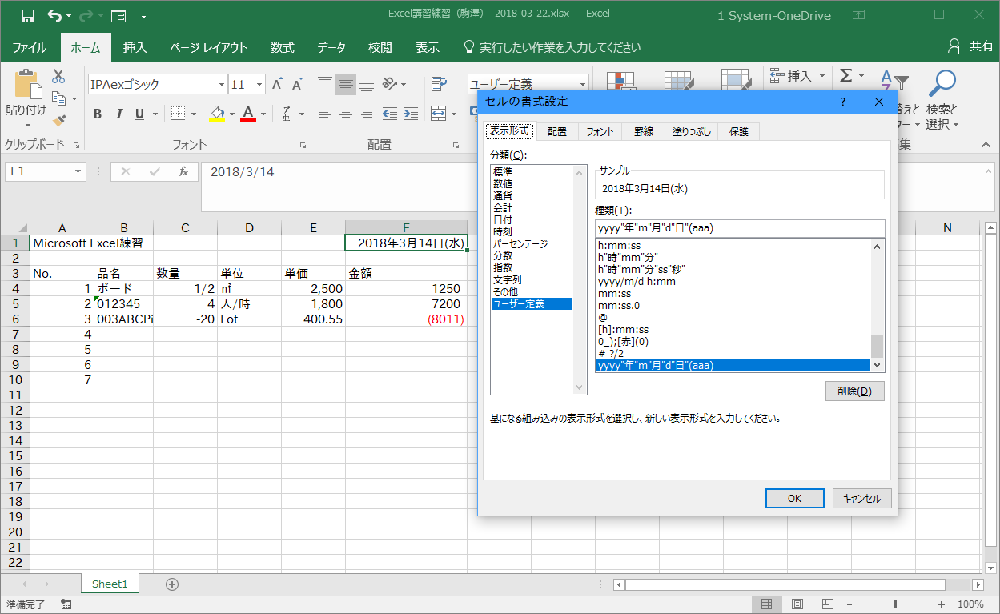 Excel講習練習（駒澤）_2018-03-22.xlsx - Excel
1 System-OneDrive
ファイル ホーム 挿入 ページ レイアウト 数式 データ 校閲 表示 実行したい作業を入力してください 共有
IPAexゴシック 11 A A ユーザー定義 挿入 Σ A Z
貼り付け B I U A 検索と
選択
クリップボード フォント 配置 集
F1 fx 2018/3/14
A B C D E F N
1 Microsoft Excel練習 2018年3月14日(水)
2
3 No. 品名 数量 単位 単価 金額
4 1 ボード 1/2 ㎡ 2,500 1250
5 2 012345 4 人/時 1,800 7200
6 3 003ABCPi -20 Lot 400.55 (8011)
7 4
8 5
9 6
10 7
11
12
13
14
15
16
17
18
19
20
21
22
Sheet1
準備完了 100%
セルの書式設定 ?
表示形式 配置 フォント 罫線 塗りつぶし 保護
分類(C):
標準
数値
通貨
会計
日付
時刻
パーセンテージ
分数
指数
文字列
その他
ユーザー定義
サンプル
2018年3月14日(水)
種類(T):
yyyy"年"m"月"d"日"(aaa)
h:mm:ss
h"時"mm"分"
h"時"mm"分"ss"秒"
yyyy/m/d h:mm
mm:ss
mm:ss.0
@
[h]:mm:ss
0_);[赤](0)
# ?/2
yyyy"年"m"月"d"日"(aaa)
削除(D)
基になる組み込みの表示形式を選択し、新しい表示形式を入力してください。
OK キャンセル